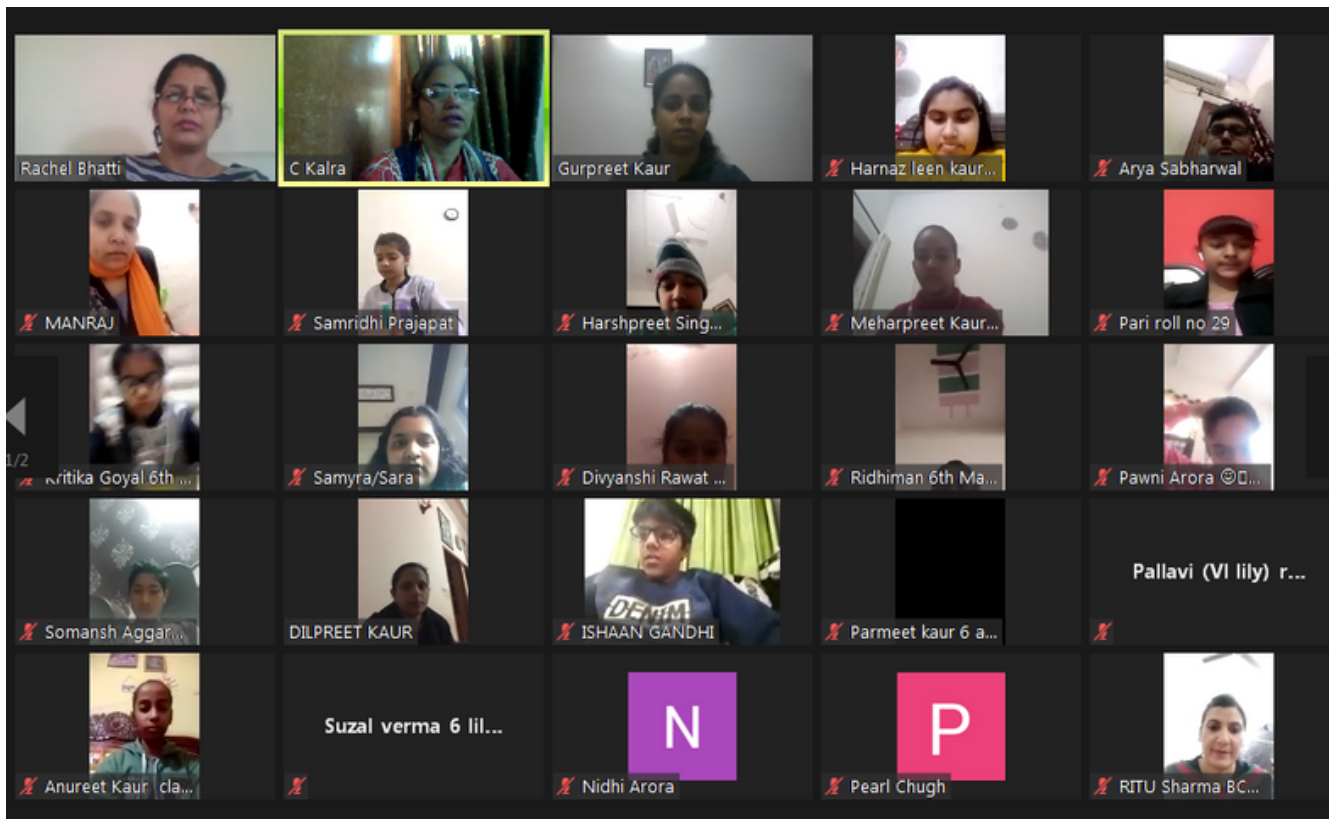 Rachel Bhatti
C Kalra
Gurpreet Kaur
Harnaz leen kaur...
Arya Sabharwal
MANRAJ
Samridhi Prajapat
Harshpreet Sing...
Meharpreet Kaur...
Pari roll no 29
1/2
Kritika Goyal 6th ...
Samyra/Sara
Divyanshi Rawat ...
Ridhiman 6th Ma...
Pawni Arora ☺...
Somansh Aggar...
DILPREET KAUR
DENIM
ISHAAN GANDHI
Parmeet kaur 6 a...
Pallavi (VI lily) r...
Anureet Kaur cla...
Suzal verma 6 lil...
N
Nidhi Arora
P
Pearl Chugh
RITU Sharma BC...